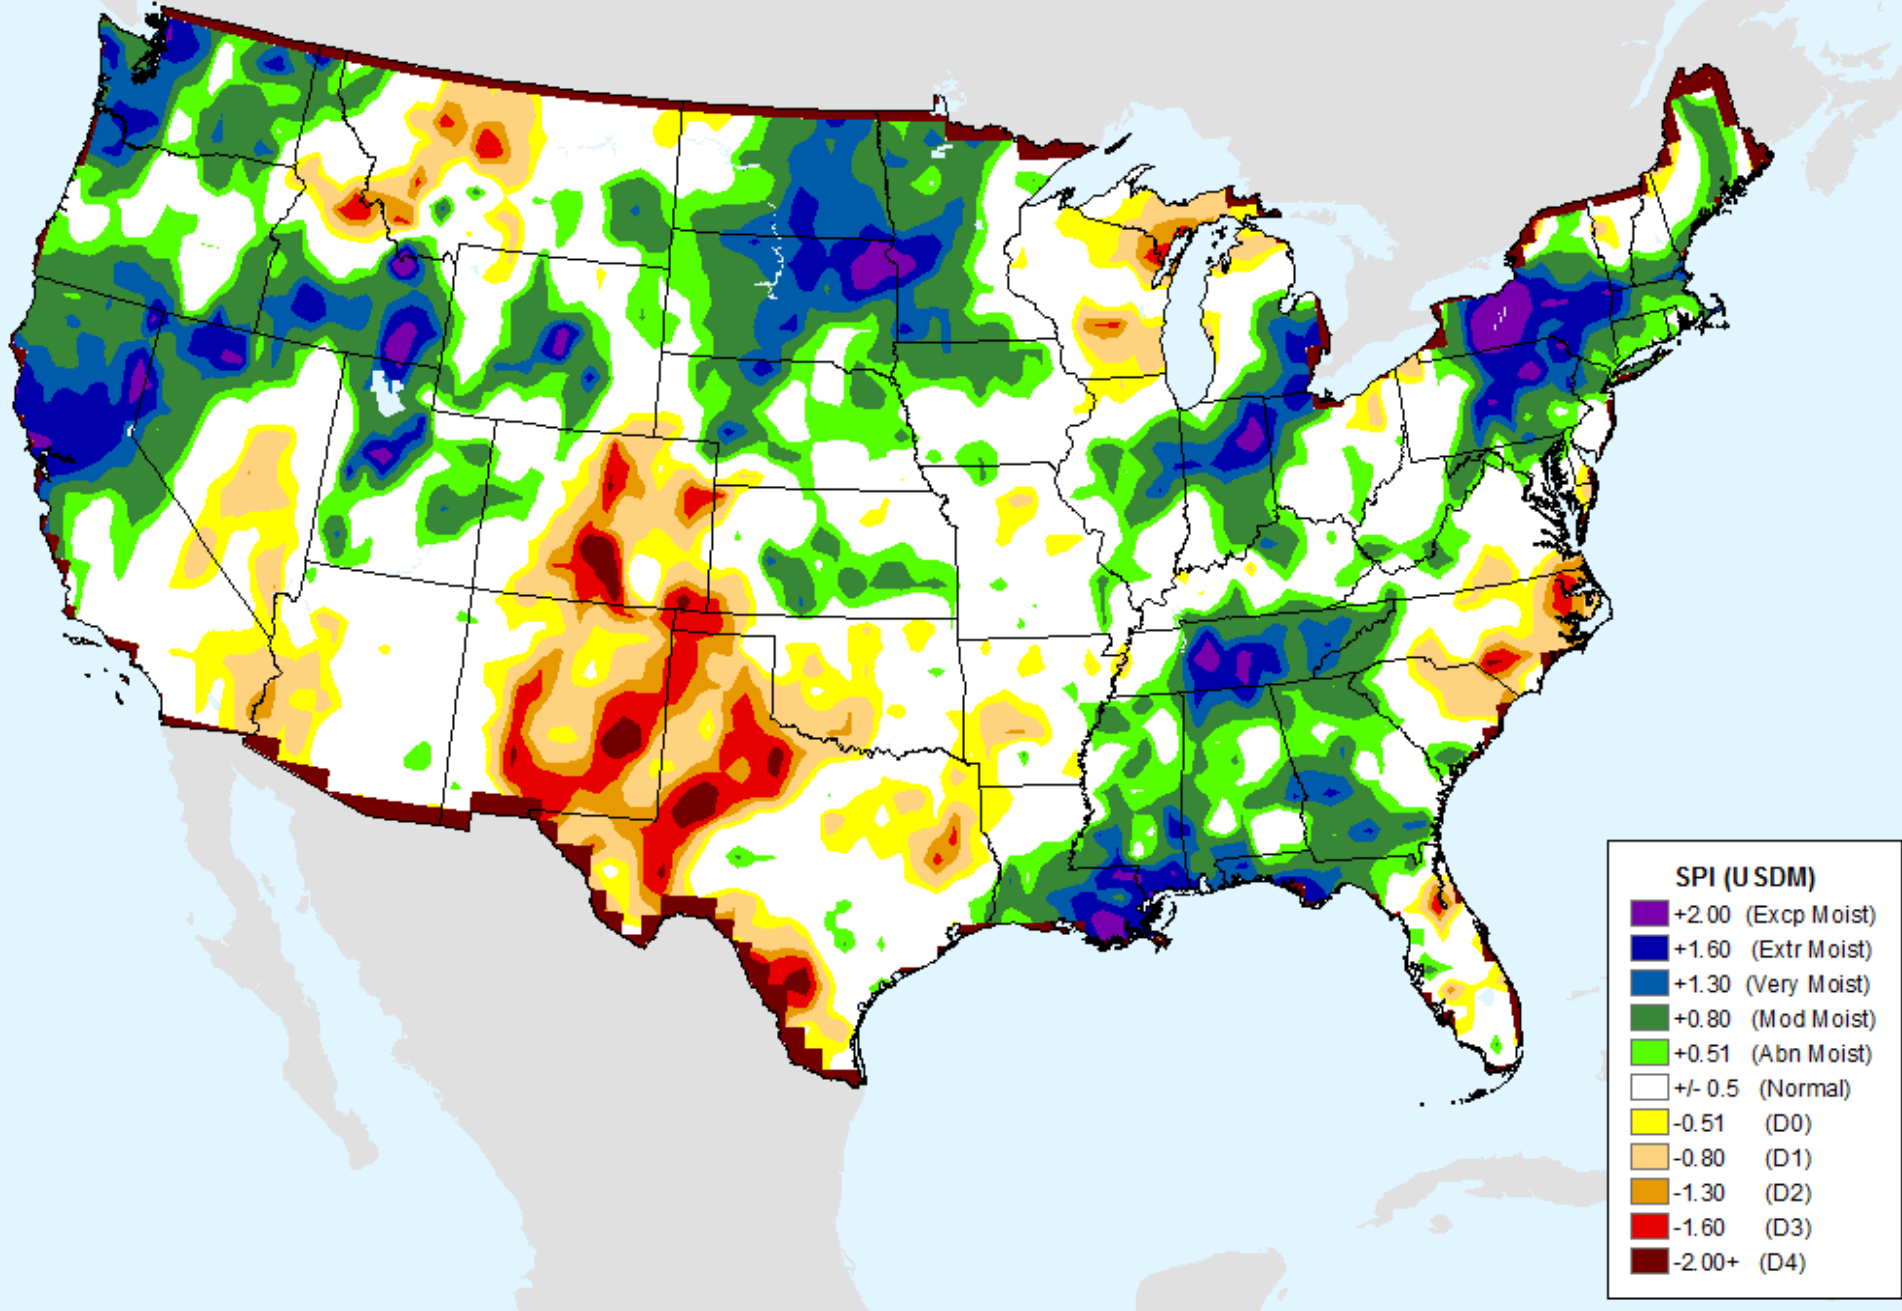 SPI (USDM)
+2.00 (Excp Moist)
+1.60 (Extr Moist)
+1.30 (Very Moist)
+0.80 (Mod Moist)
+0.51 (Abn Moist)
+/- 0.5 (Normal)
-0.51 (D0)
-0.80 (D1)
-1.30 (D2)
-1.60 (D3)
-2.00+ (D4)